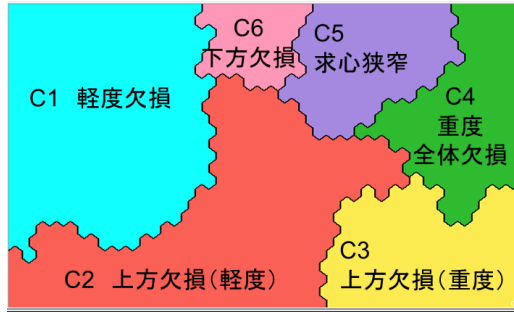 C6
下方欠損
C5
求心狭窄
C1 軽度欠損
C4
重度
全体欠損
C3
上方欠損(重度)
C2 上方欠損(軽度)